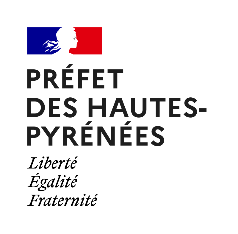 PRÉFET
DES HAUTES-
PYRÉNÉES
Liberté
Égalité
Fraternité